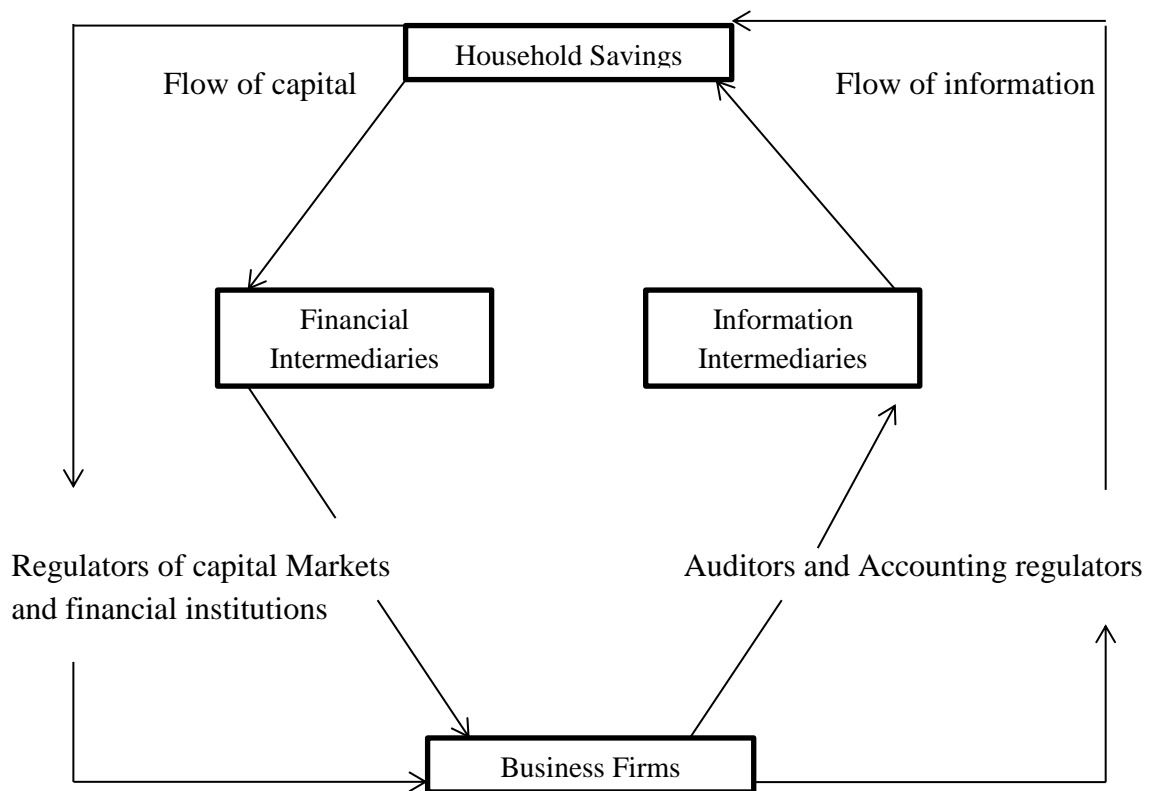 Household Savings
Flow of capital
Flow of information
Financial
Intermediaries
Information
Intermediaries
Regulators of capital Markets
and financial institutions
Auditors and Accounting regulators
Business Firms